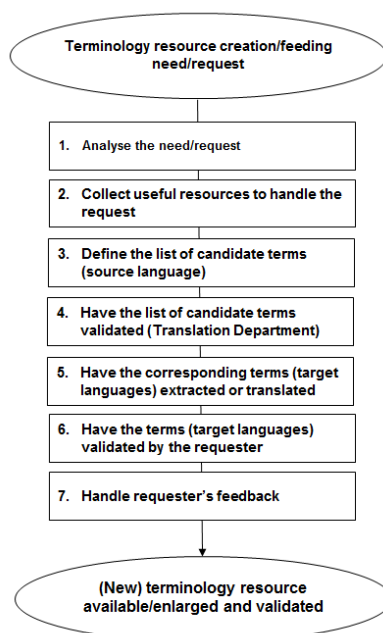 Terminology resource creation/feeding
need/request
1. Analyse the need/request
2. Collect useful resources to handle the
request
3. Define the list of candidate terms
(source language)
4. Have the list of candidate terms
validated (Translation Department)
5. Have the corresponding terms (target
languages) extracted or translated
6. Have the terms (target languages)
validated by the requester
7. Handle requester's feedback
(New) terminology resource
available/enlarged and validated